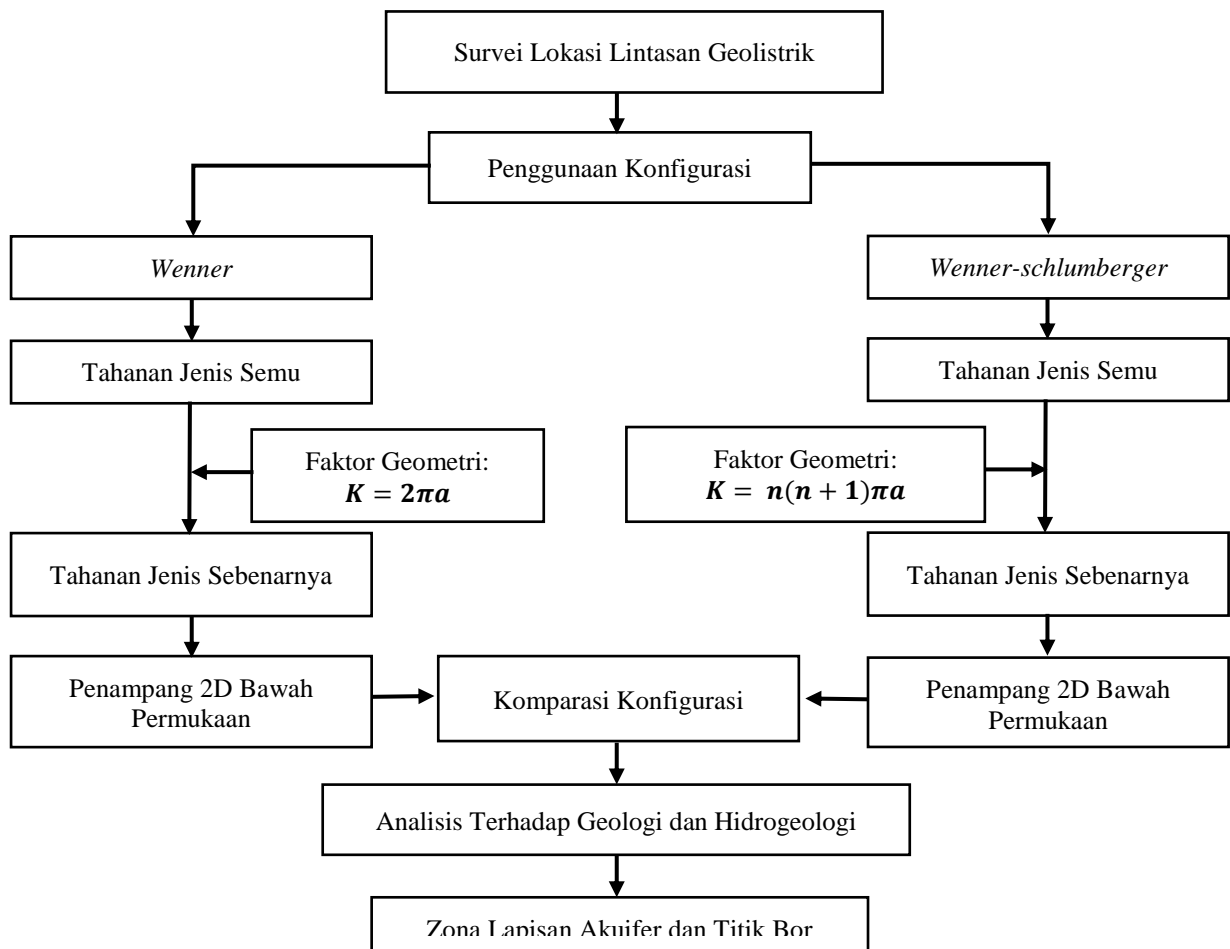 Survei Lokasi Lintasan Geolistrik
Penggunaan Konfigurasi
Wenner
Wenner-schlumberger
Tahanan Jenis Semu
Tahanan Jenis Semu
Faktor Geometri:
K = 2πa
Faktor Geometri:
K = n(n + 1)πa
Tahanan Jenis Sebenarnya
Tahanan Jenis Sebenarnya
Penampang 2D Bawah
Permukaan
Komparasi Konfigurasi
Penampang 2D Bawah
Permukaan
Analisis Terhadap Geologi dan Hidrogeologi
Zona Lapisan Akuifer dan Titik Bor